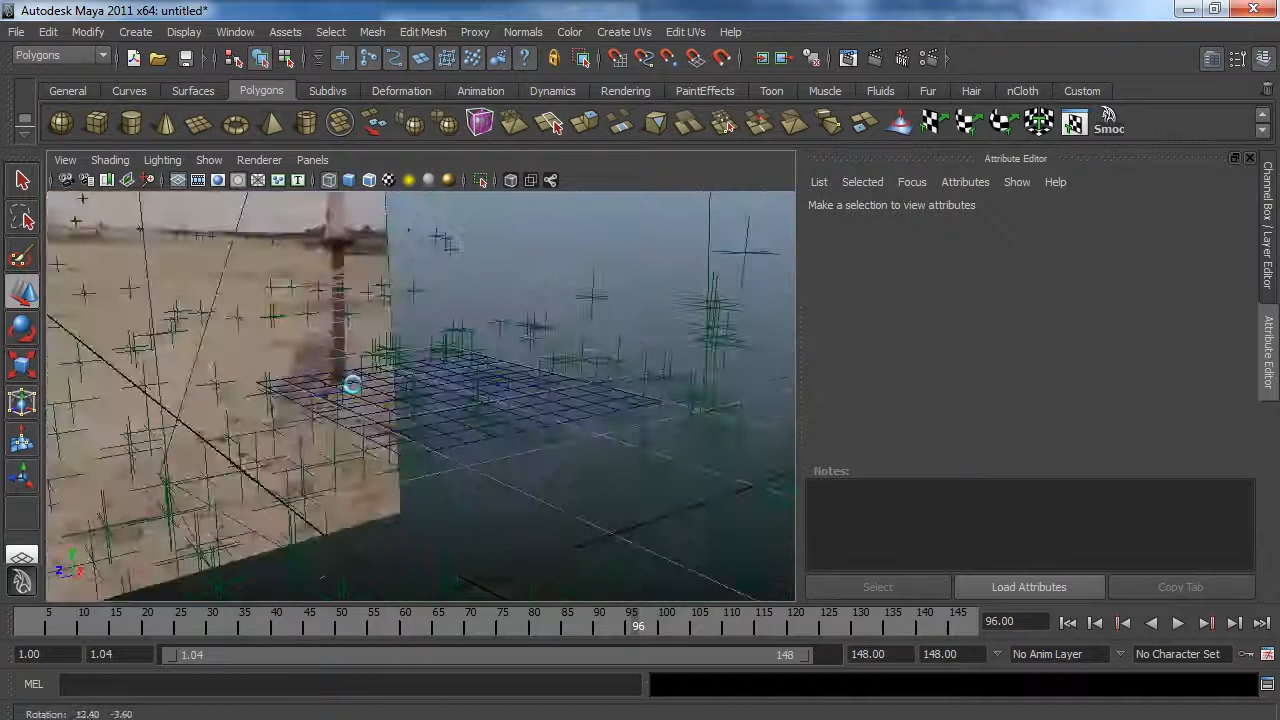 Autodesk Maya 2011 x64: untitled*
File Edit Modify Create Display Window Assets Select Mesh Edit Mesh Proxy Normals Color Create UVs Edit UVs Help
Polygons
General Curves Surfaces Polygons Subdivs Deformation Animation Dynamics Rendering PaintEffects Toon Muscle Fluids Fur Hair nCloth Custom
Smoc
View Shading Lighting Show Renderer Panels
Attribute Editor
List Selected Focus Attributes Show Help
Make a selection to view attributes
Channel Box / Layer Editor
Attribute Editor
Notes:
Select Load Attributes Copy Tab
y
z x
5 10 15 20 25 30 35 40 45 50 55 60 65 70 75 80 85 90 95 100 105 110 115 120 125 130 135 140 145
96
96.00
1.00 1.04 1.04 148 148.00 148.00 No Anim Layer No Character Set
MEL
Rotation: 13.40 -3.60